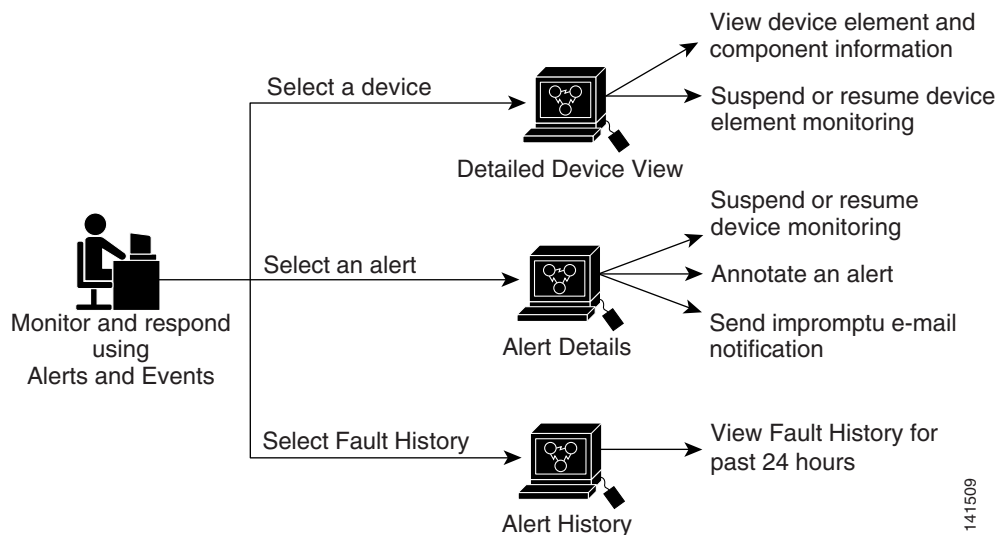 Monitor and respond
using
Alerts and Events
Select a device
Detailed Device View
View device element and
component information
Suspend or resume device
element monitoring
Select an alert
Alert Details
Suspend or resume
device monitoring
Annotate an alert
Send impromptu e-mail
notification
Select Fault History
Alert History
View Fault History for
past 24 hours
141509